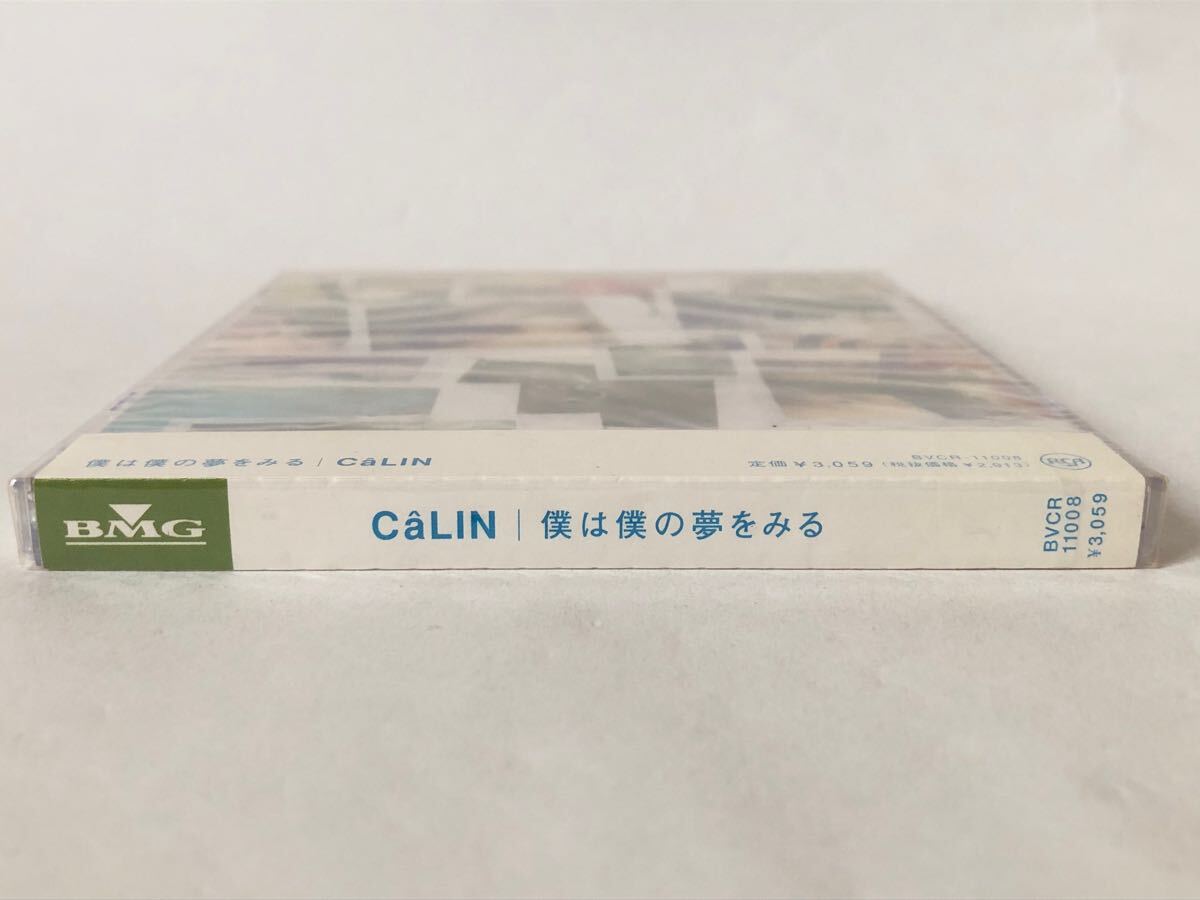 僕は僕の夢をみる / CâLIN
BVCR-11008
定価¥3,059 (税抜価格 ¥2,913)
RCA
BMG
CâLIN | 僕は僕の夢をみる
BVCR
11008
¥3,059